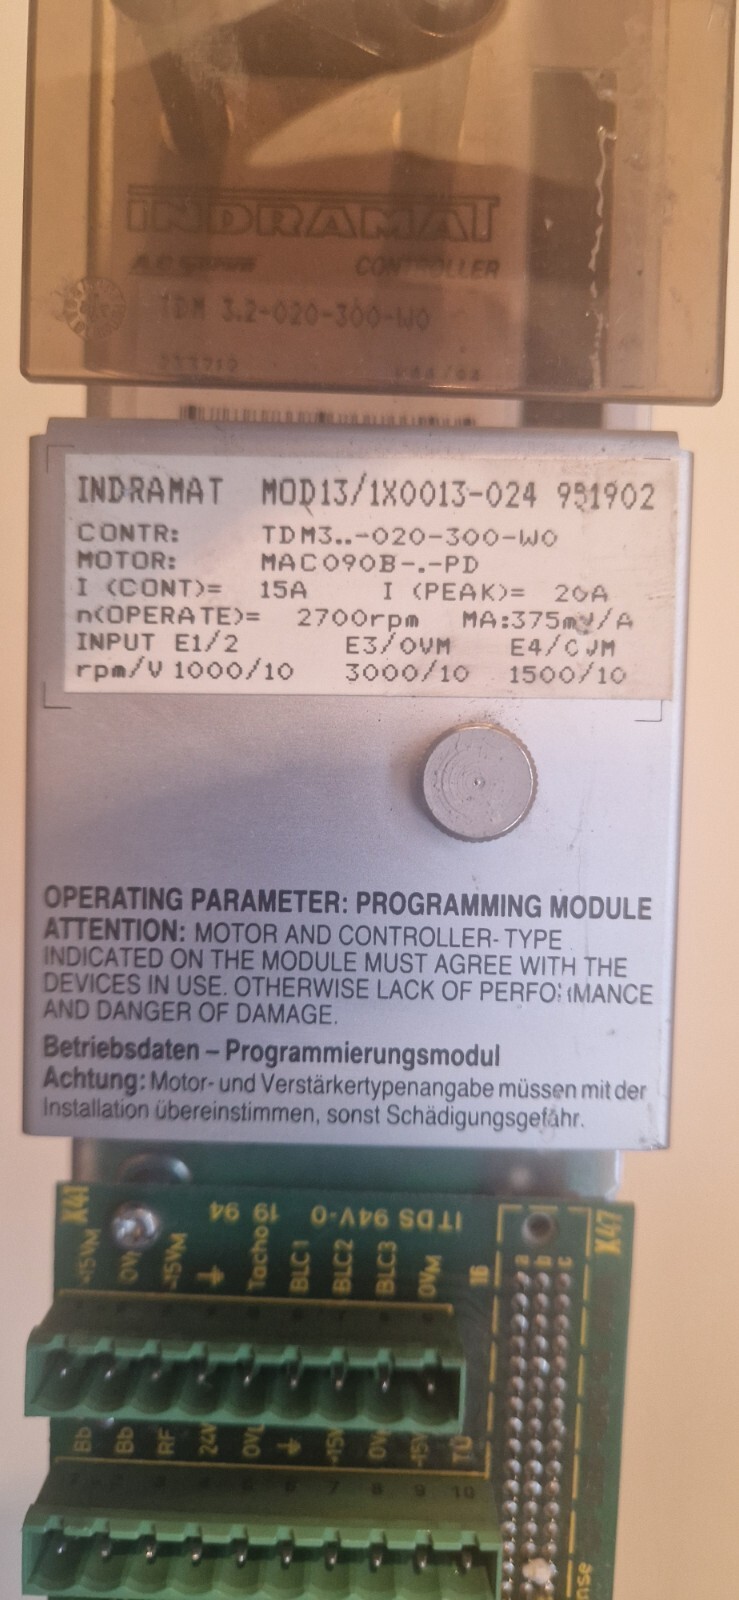 INDRAMAT
CONTROLLER
TDM 3.2-020-300-W0
INDRAMAT MOD13/1X0013-024 951902
CONTR: TDM3..-020-300-W0
MOTOR: MAC090B-.-PD
I (CONT)= 15A I (PEAK)= 20A
n(OPERATE)= 2700rpm MA:375mV/A
INPUT E1/2 E3/OVM E4/OVM
rpm/V 1000/10 3000/10 1500/10
OPERATING PARAMETER: PROGRAMMING MODULE
ATTENTION: MOTOR AND CONTROLLER-TYPE
INDICATED ON THE MODULE MUST AGREE WITH THE
DEVICES IN USE. OTHERWISE LACK OF PERFORMANCE
AND DANGER OF DAMAGE.
Betriebsdaten – Programmierungsmodul
Achtung: Motor- und Verstärkertypenangabe müssen mit der
Installation übereinstimmen, sonst Schädigungsgefahr.
ITDS 94V-0 19 94
X41 X47
+15VM 0VM -15VM Tacho BLC1 BLC2 BLC3 0VM 16 a b c
Bb Bb RF 24V 0VL +15V 0V -15V
7 8 9 10